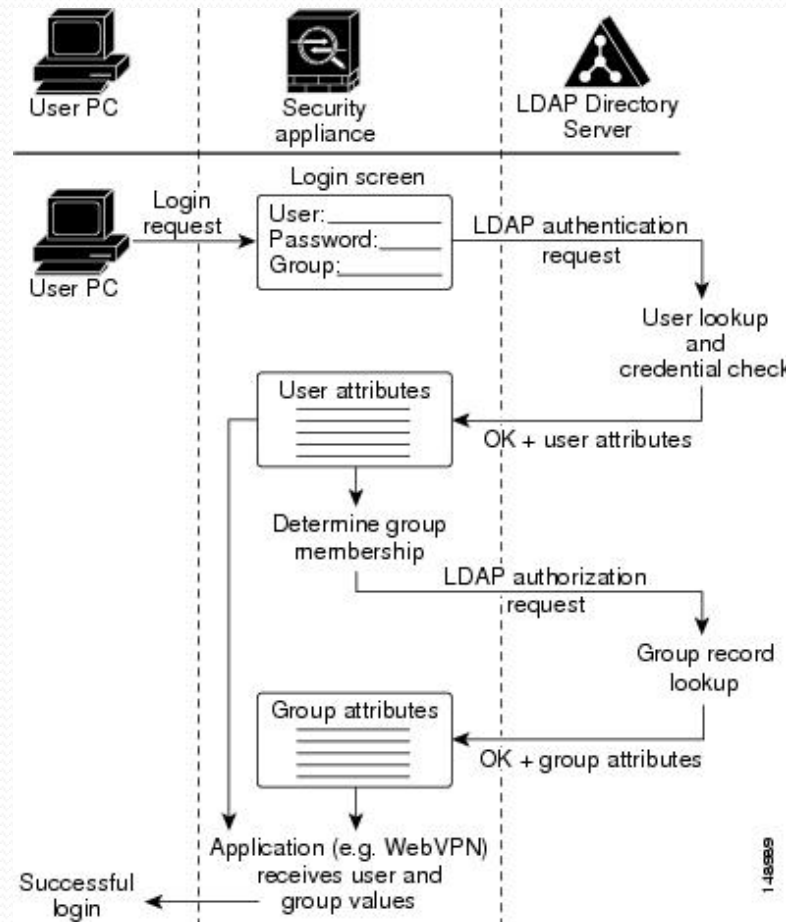 User PC
Security
appliance
LDAP Directory
Server
Login screen
Login
request
User:
Password:
Group:
User PC
LDAP authentication
request
User lookup
and
credential check
User attributes
OK + user attributes
Determine group
membership
LDAP authorization
request
Group record
lookup
Group attributes
OK + group attributes
Application (e.g. WebVPN)
receives user and
group values
Successful
login
148989